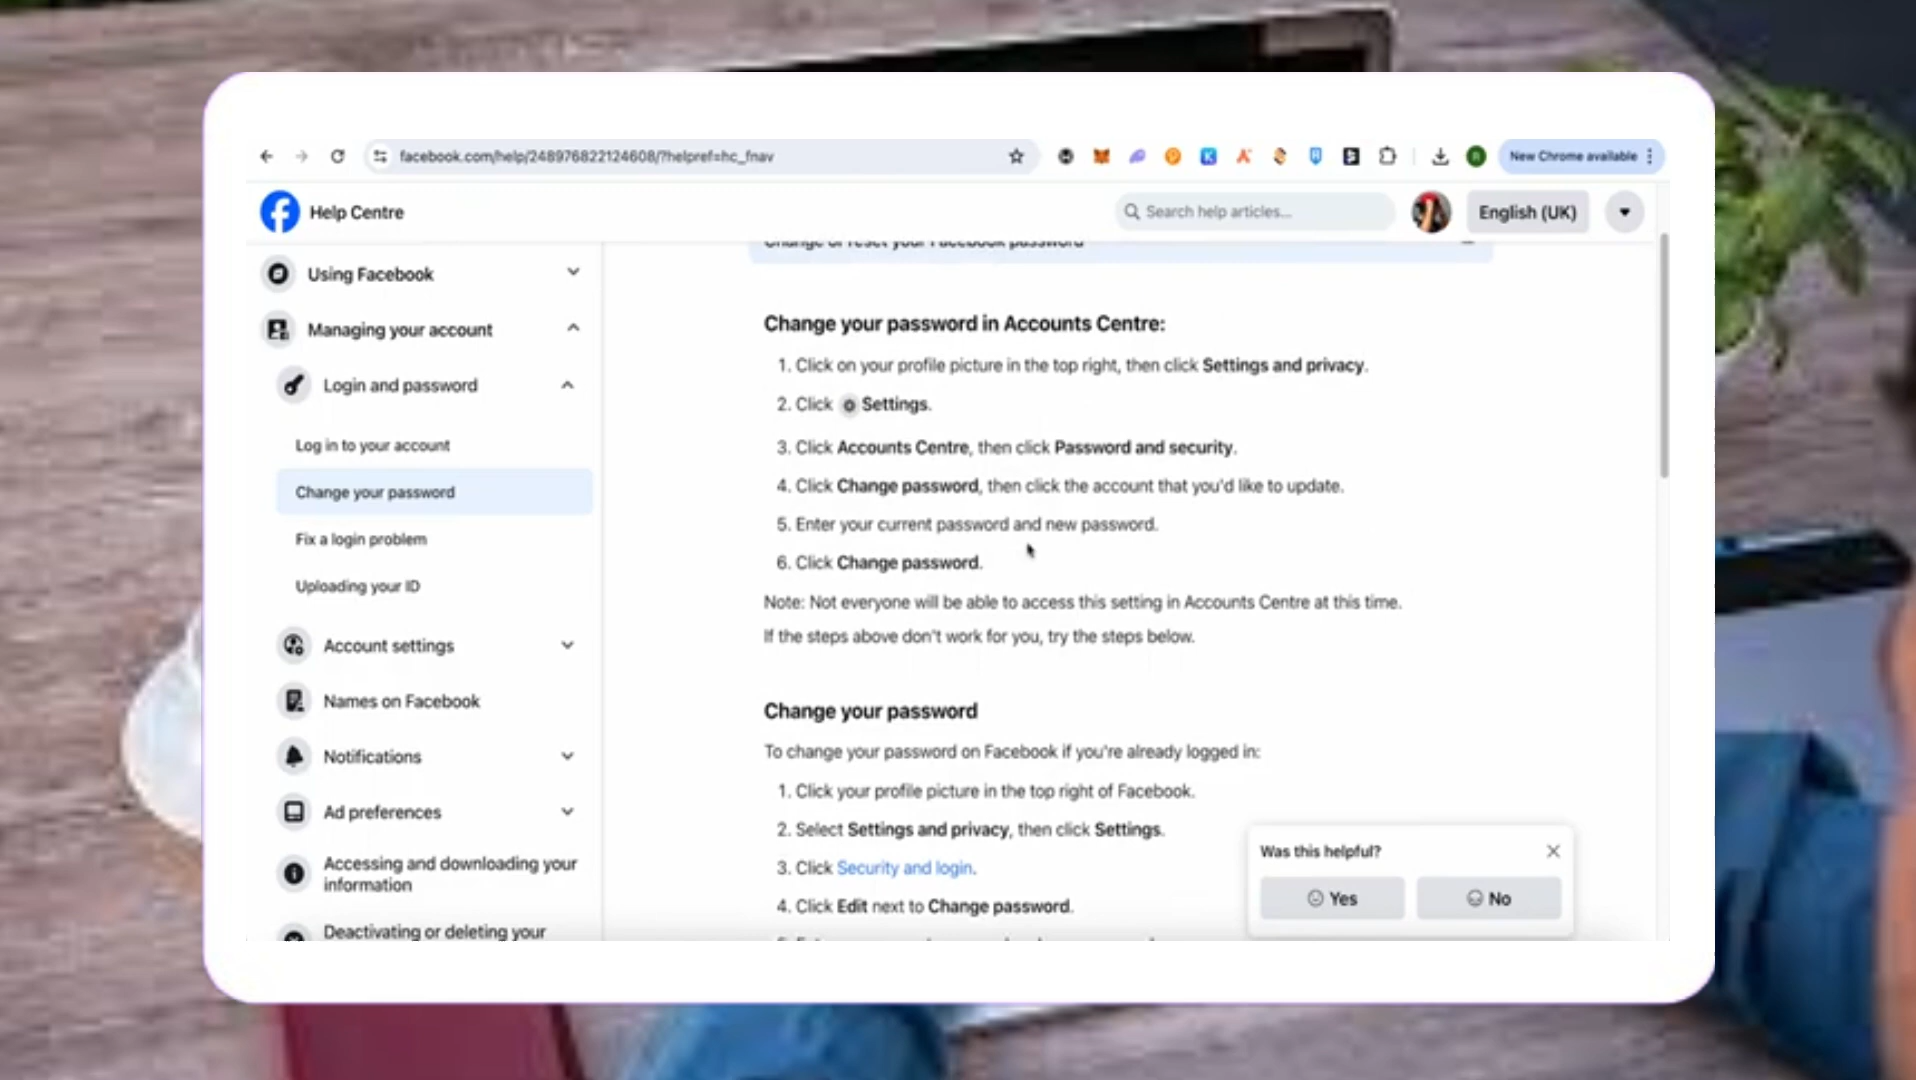 facebook.com/help/248976822124608/?helpref=hc_fnav
New Chrome available
Help Centre
Search help articles...
English (UK)
Change or reset your Facebook password
Using Facebook
Managing your account
Login and password
Log in to your account
Change your password
Fix a login problem
Uploading your ID
Account settings
Names on Facebook
Notifications
Ad preferences
Accessing and downloading your
information
Deactivating or deleting your
Change your password in Accounts Centre:
1. Click on your profile picture in the top right, then click Settings and privacy.
2. Click Settings.
3. Click Accounts Centre, then click Password and security.
4. Click Change password, then click the account that you'd like to update.
5. Enter your current password and new password.
6. Click Change password.
Note: Not everyone will be able to access this setting in Accounts Centre at this time.
If the steps above don't work for you, try the steps below.
Change your password
To change your password on Facebook if you're already logged in:
1. Click your profile picture in the top right of Facebook.
2. Select Settings and privacy, then click Settings.
3. Click Security and login.
4. Click Edit next to Change password.
Was this helpful?
Yes
No